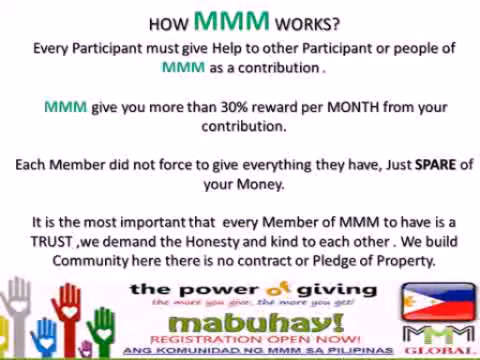 HOW MMM WORKS?
Every Participant must give Help to other Participant or people of
MMM as a contribution .
MMM give you more than 30% reward per MONTH from your
contribution.
Each Member did not force to give everything they have, Just SPARE of
your Money.
It is the most important that every Member of MMM to have is a
TRUST ,we demand the Honesty and kind to each other . We build
Community here there is no contract or Pledge of Property.
the power of giving
the more you give, the more you get!
mabuhay!
REGISTRATION OPEN NOW!
ANG KOMUNIDAD NG MMM SA PILIPINAS
MMM
GLOBAL